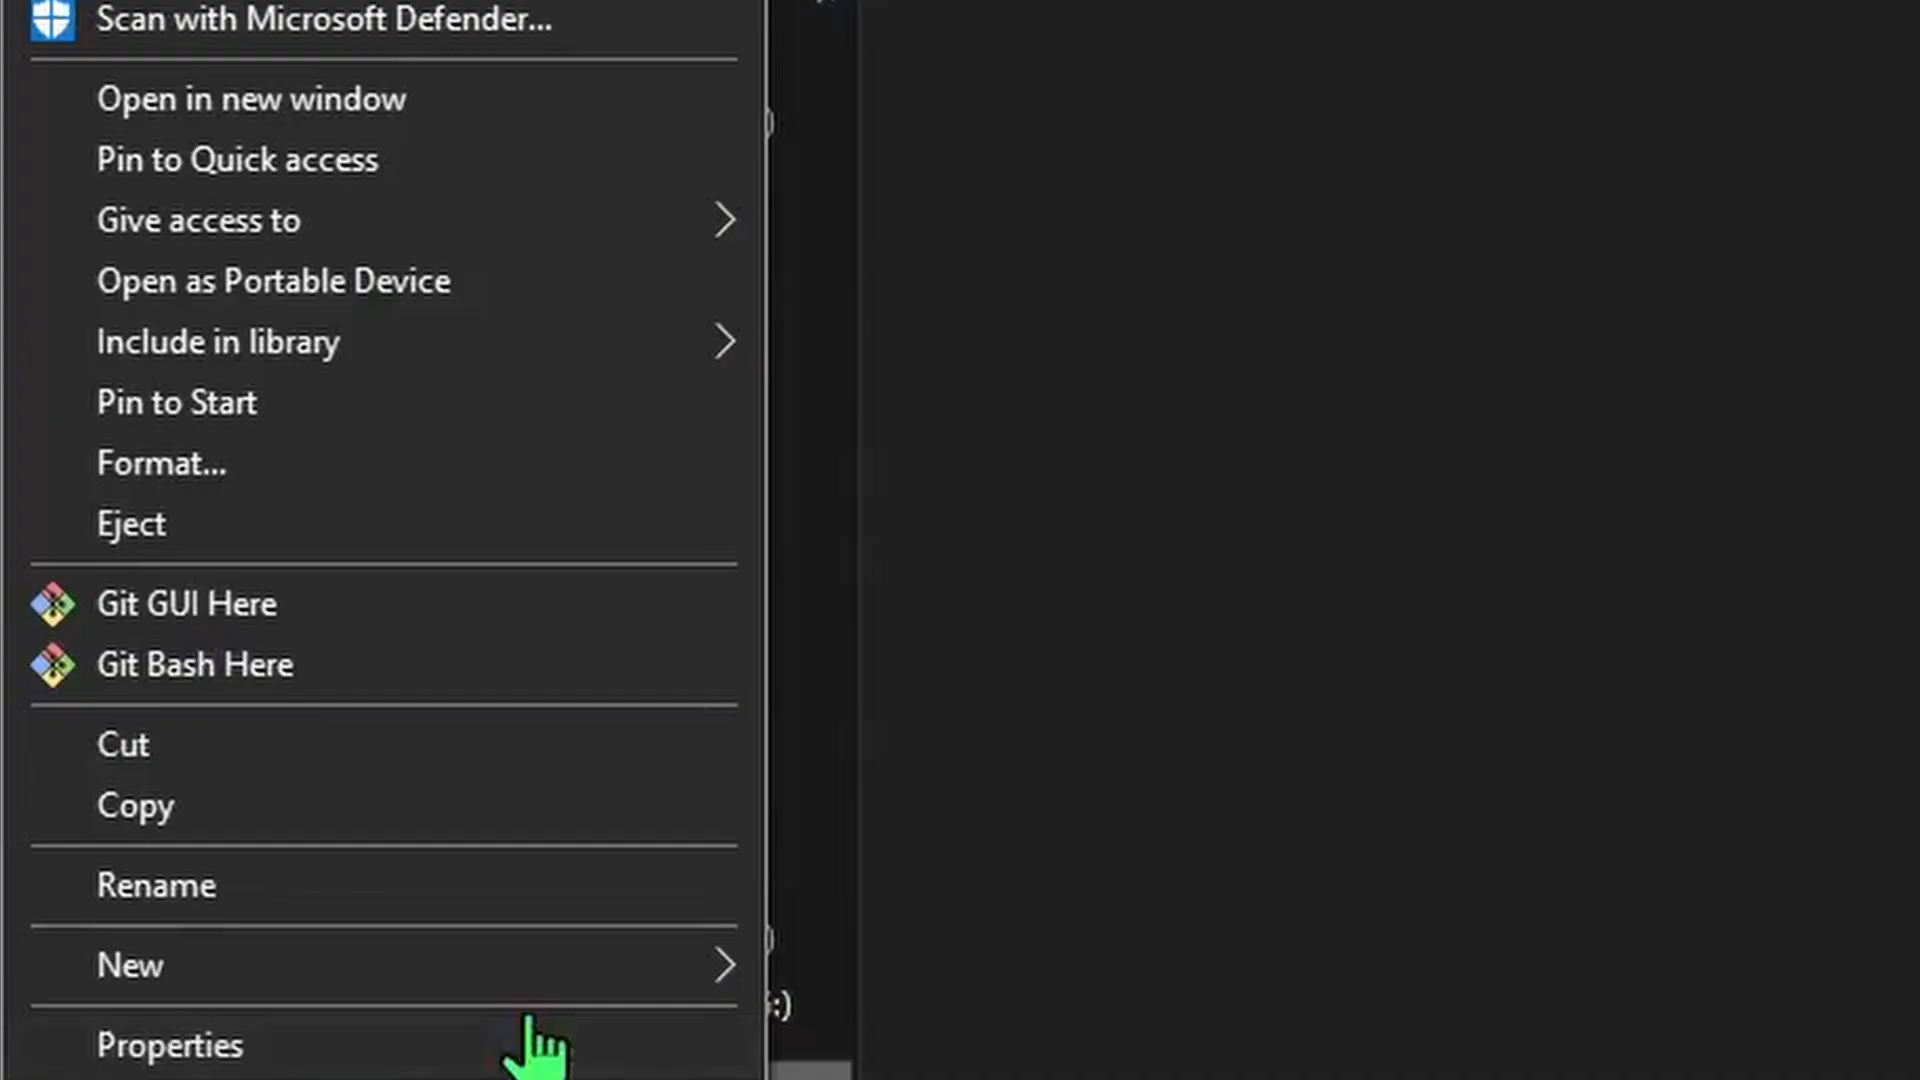 Scan with Microsoft Defender...
Open in new window
Pin to Quick access
Give access to
Open as Portable Device
Include in library
Pin to Start
Format...
Eject
Git GUI Here
Git Bash Here
Cut
Copy
Rename
New
:)
Properties